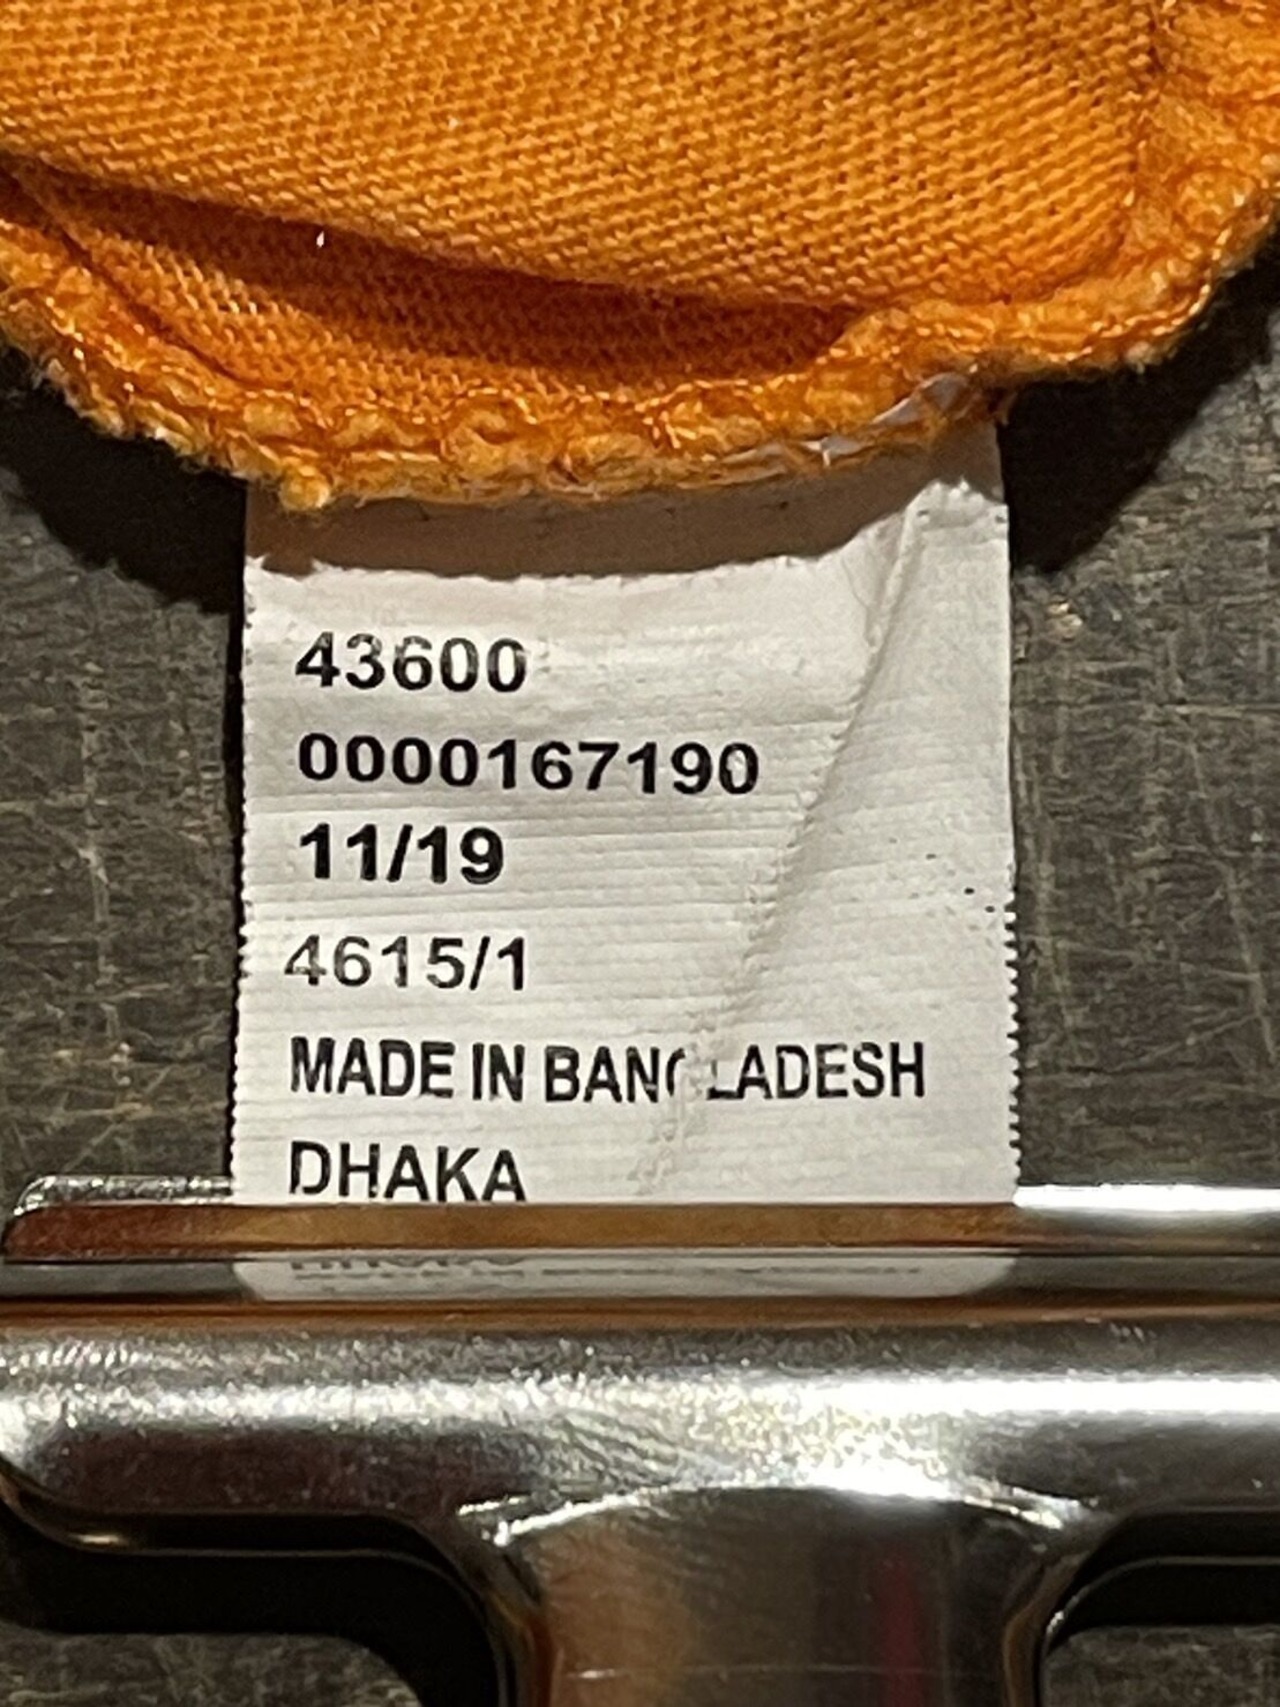 43600
0000167190
11/19
4615/1
MADE IN BANGLADESH
DHAKA